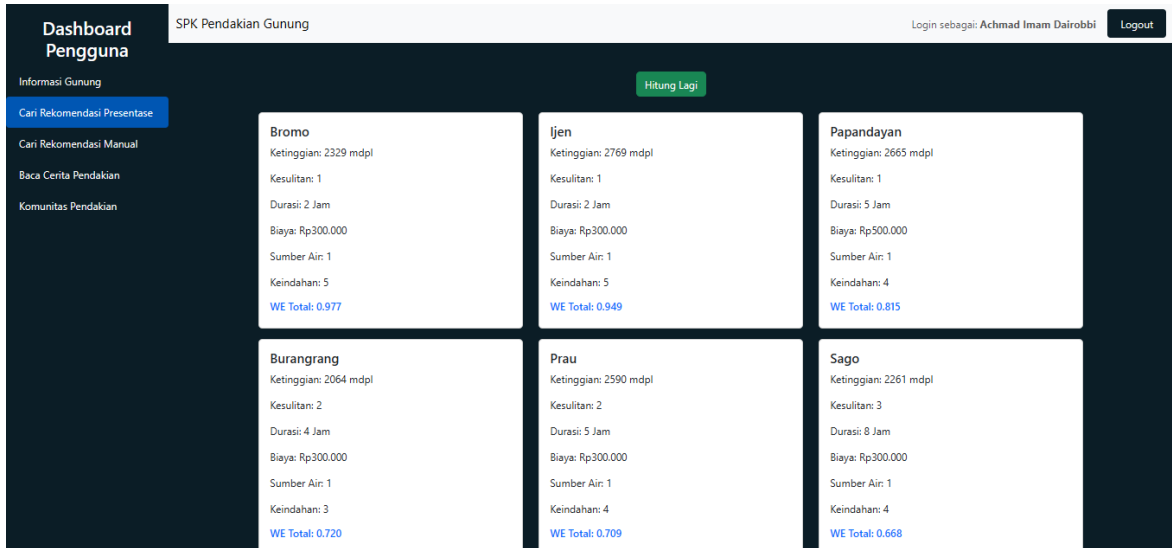 Dashboard
Pengguna
Informasi Gunung
Cari Rekomendasi Presentase
Cari Rekomendasi Manual
Baca Cerita Pendakian
Komunitas Pendakian
SPK Pendakian Gunung
Login sebagai: Achmad Imam Dairobbi
Logout
Hitung Lagi
Bromo
Ketinggian: 2329 mdpl
Kesulitan: 1
Durasi: 2 Jam
Biaya: Rp300.000
Sumber Air: 1
Keindahan: 5
WE Total: 0.977
Ijen
Ketinggian: 2769 mdpl
Kesulitan: 1
Durasi: 2 Jam
Biaya: Rp300.000
Sumber Air: 1
Keindahan: 5
WE Total: 0.949
Papandayan
Ketinggian: 2665 mdpl
Kesulitan: 1
Durasi: 5 Jam
Biaya: Rp500.000
Sumber Air: 1
Keindahan: 4
WE Total: 0.815
Burangrang
Ketinggian: 2064 mdpl
Kesulitan: 2
Durasi: 4 Jam
Biaya: Rp300.000
Sumber Air: 1
Keindahan: 3
WE Total: 0.720
Prau
Ketinggian: 2590 mdpl
Kesulitan: 2
Durasi: 5 Jam
Biaya: Rp300.000
Sumber Air: 1
Keindahan: 4
WE Total: 0.709
Sago
Ketinggian: 2261 mdpl
Kesulitan: 3
Durasi: 8 Jam
Biaya: Rp300.000
Sumber Air: 1
Keindahan: 4
WE Total: 0.668